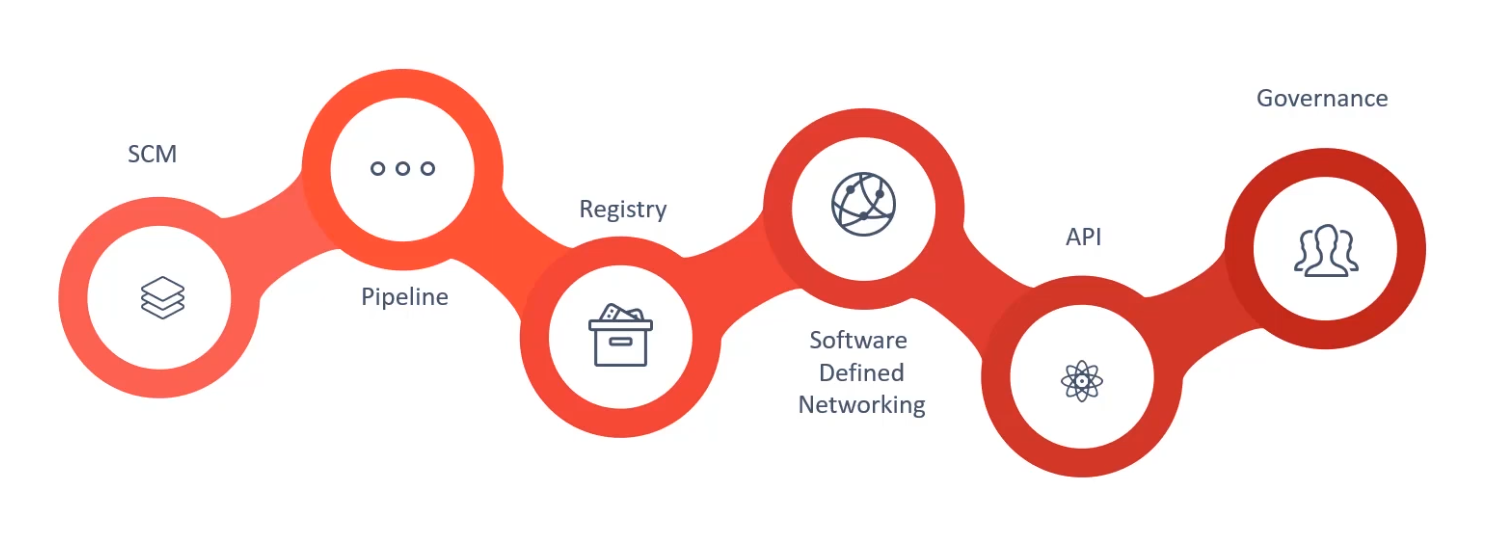 SCM
Pipeline
Registry
Software
Defined
Networking
API
Governance